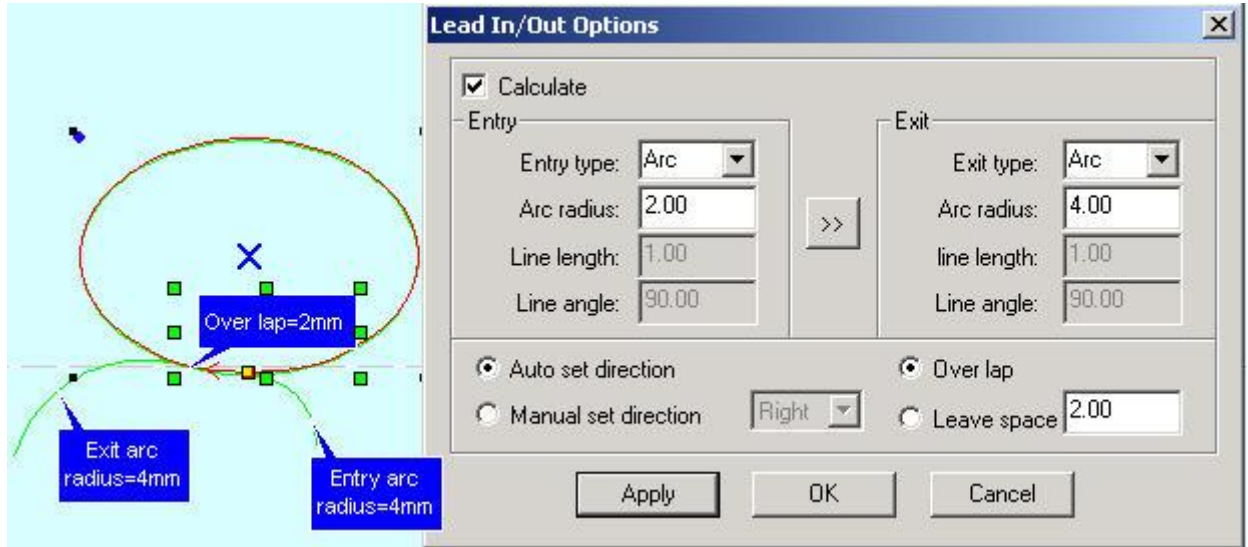 Lead In/Out Options
Calculate
Entry
Entry type: Arc
Arc radius: 2.00
Line length: 1.00
Line angle: 90.00
>>
Exit
Exit type: Arc
Arc radius: 4.00
line length: 1.00
Line angle: 90.00
Auto set direction
Manual set direction Right
Over lap
Leave space 2.00
Apply OK Cancel
Over lap=2mm
Exit arc
radius=4mm
Entry arc
radius=4mm